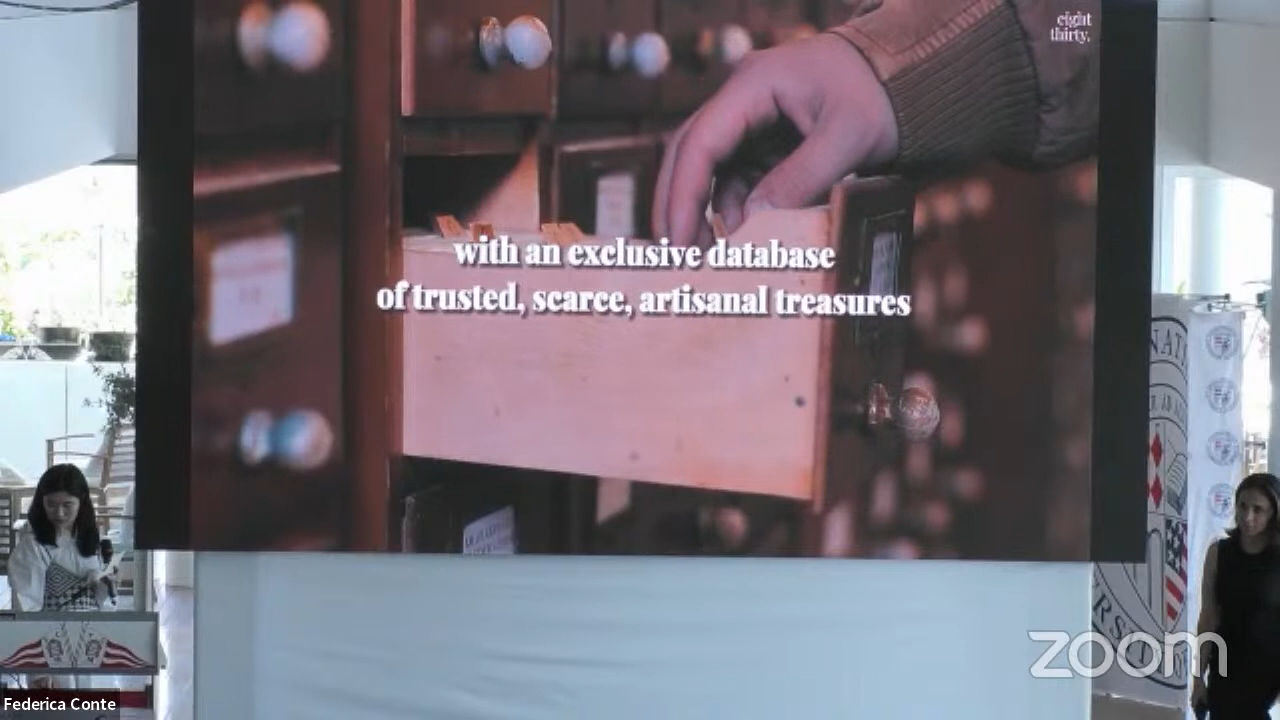 eight
thirty.
with an exclusive database
of trusted, scarce, artisanal treasures
zoom
Federica Conte